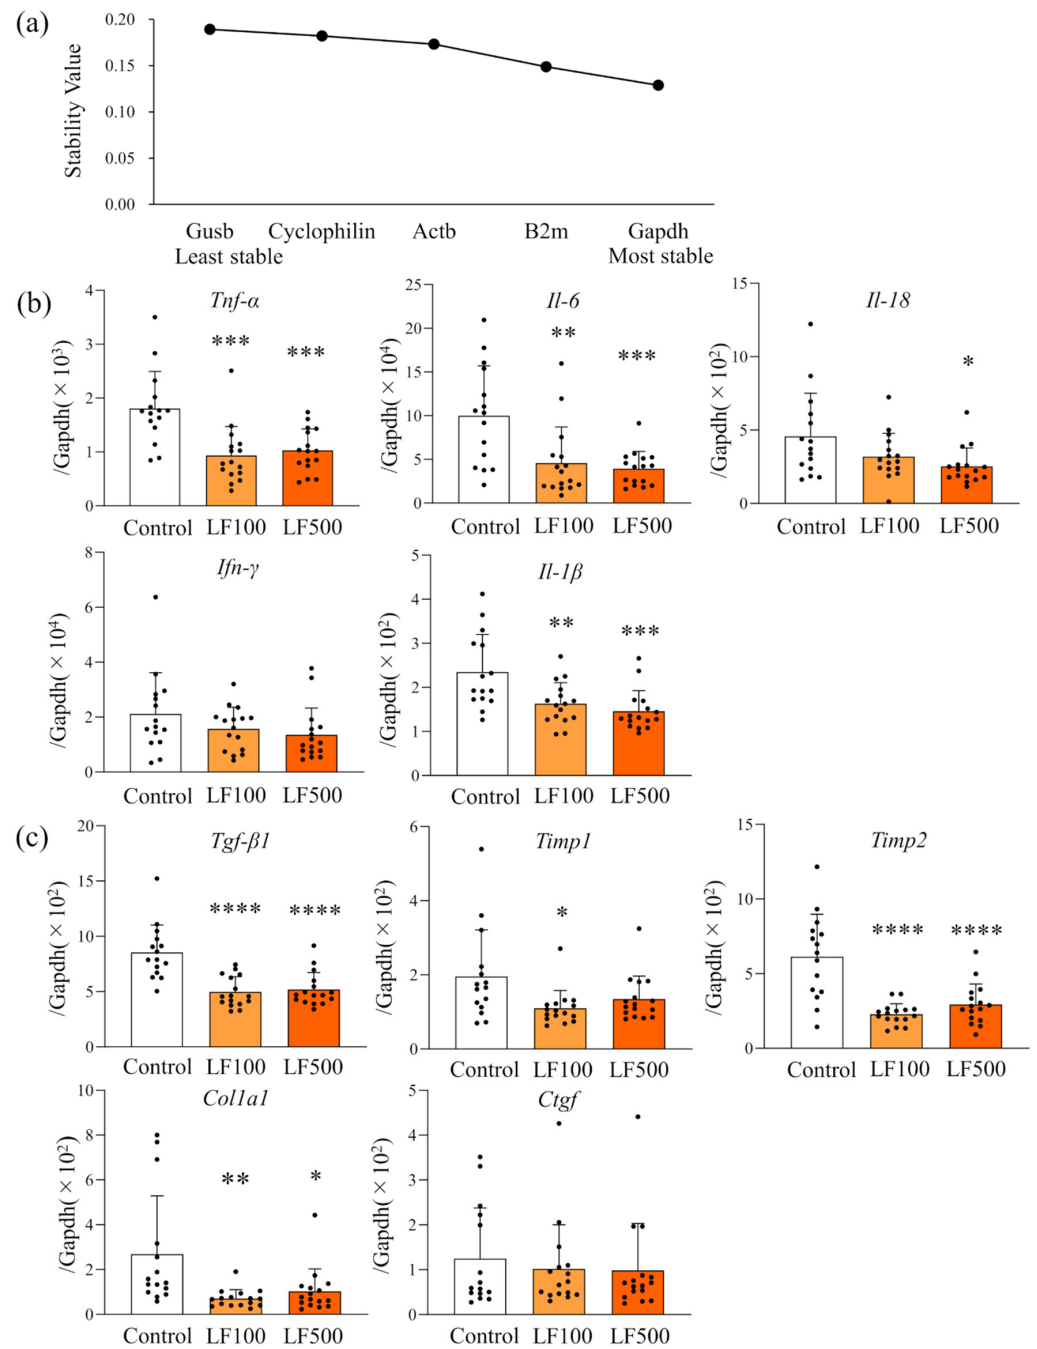 (a)
Stability Value
0.20
0.15
0.10
0.05
0.00
Gusb Cyclophilin Actb B2m Gapdh
Least stable Most stable
(b)
Tnf-α
/Gapdh(×10³)
4
3
2
1
0
*** ***
Control LF100 LF500
Il-6
/Gapdh(×10⁴)
25
20
15
10
5
0
** ***
Control LF100 LF500
Il-18
/Gapdh(×10²)
15
10
5
0
*
Control LF100 LF500
Ifn-γ
/Gapdh(×10⁴)
8
6
4
2
0
Control LF100 LF500
Il-1β
/Gapdh(×10²)
5
4
3
2
1
0
** ***
Control LF100 LF500
(c)
Tgf-β1
/Gapdh(×10²)
20
15
10
5
0
**** ****
Control LF100 LF500
Timp1
/Gapdh(×10²)
6
4
2
0
*
Control LF100 LF500
Timp2
/Gapdh(×10²)
15
10
5
0
**** ****
Control LF100 LF500
Col1a1
/Gapdh(×10²)
10
8
6
4
2
0
** *
Control LF100 LF500
Ctgf
/Gapdh(×10²)
5
4
3
2
1
0
Control LF100 LF500